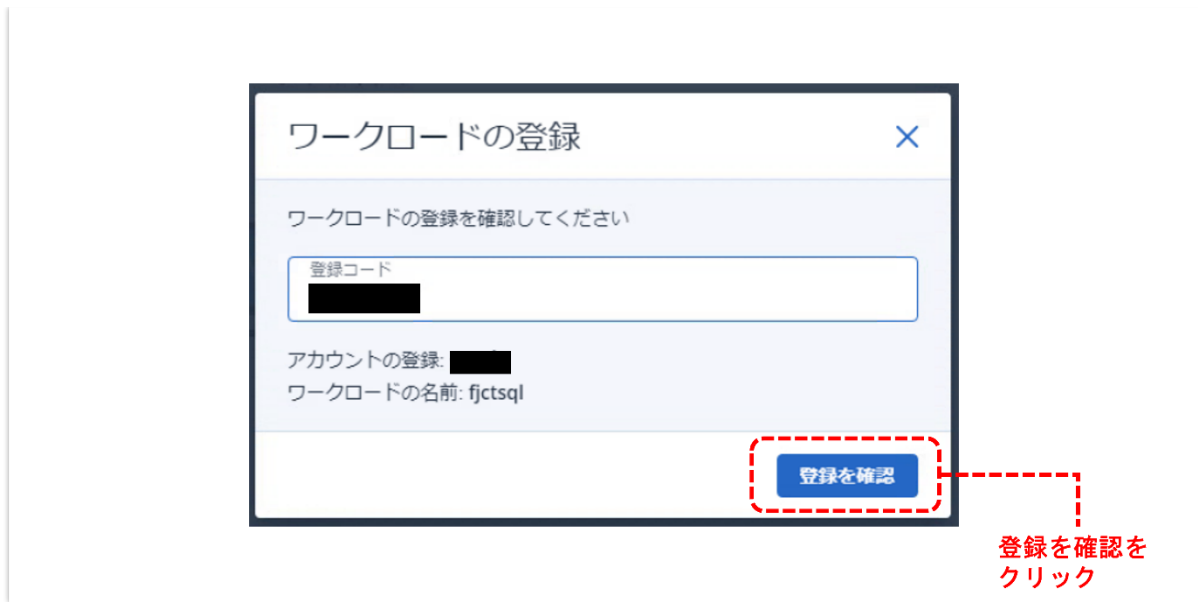 ワークロードの登録
ワークロードの登録を確認してください
登録コード
アカウントの登録:
ワークロードの名前: fjctsql
登録を確認
登録を確認を
クリック